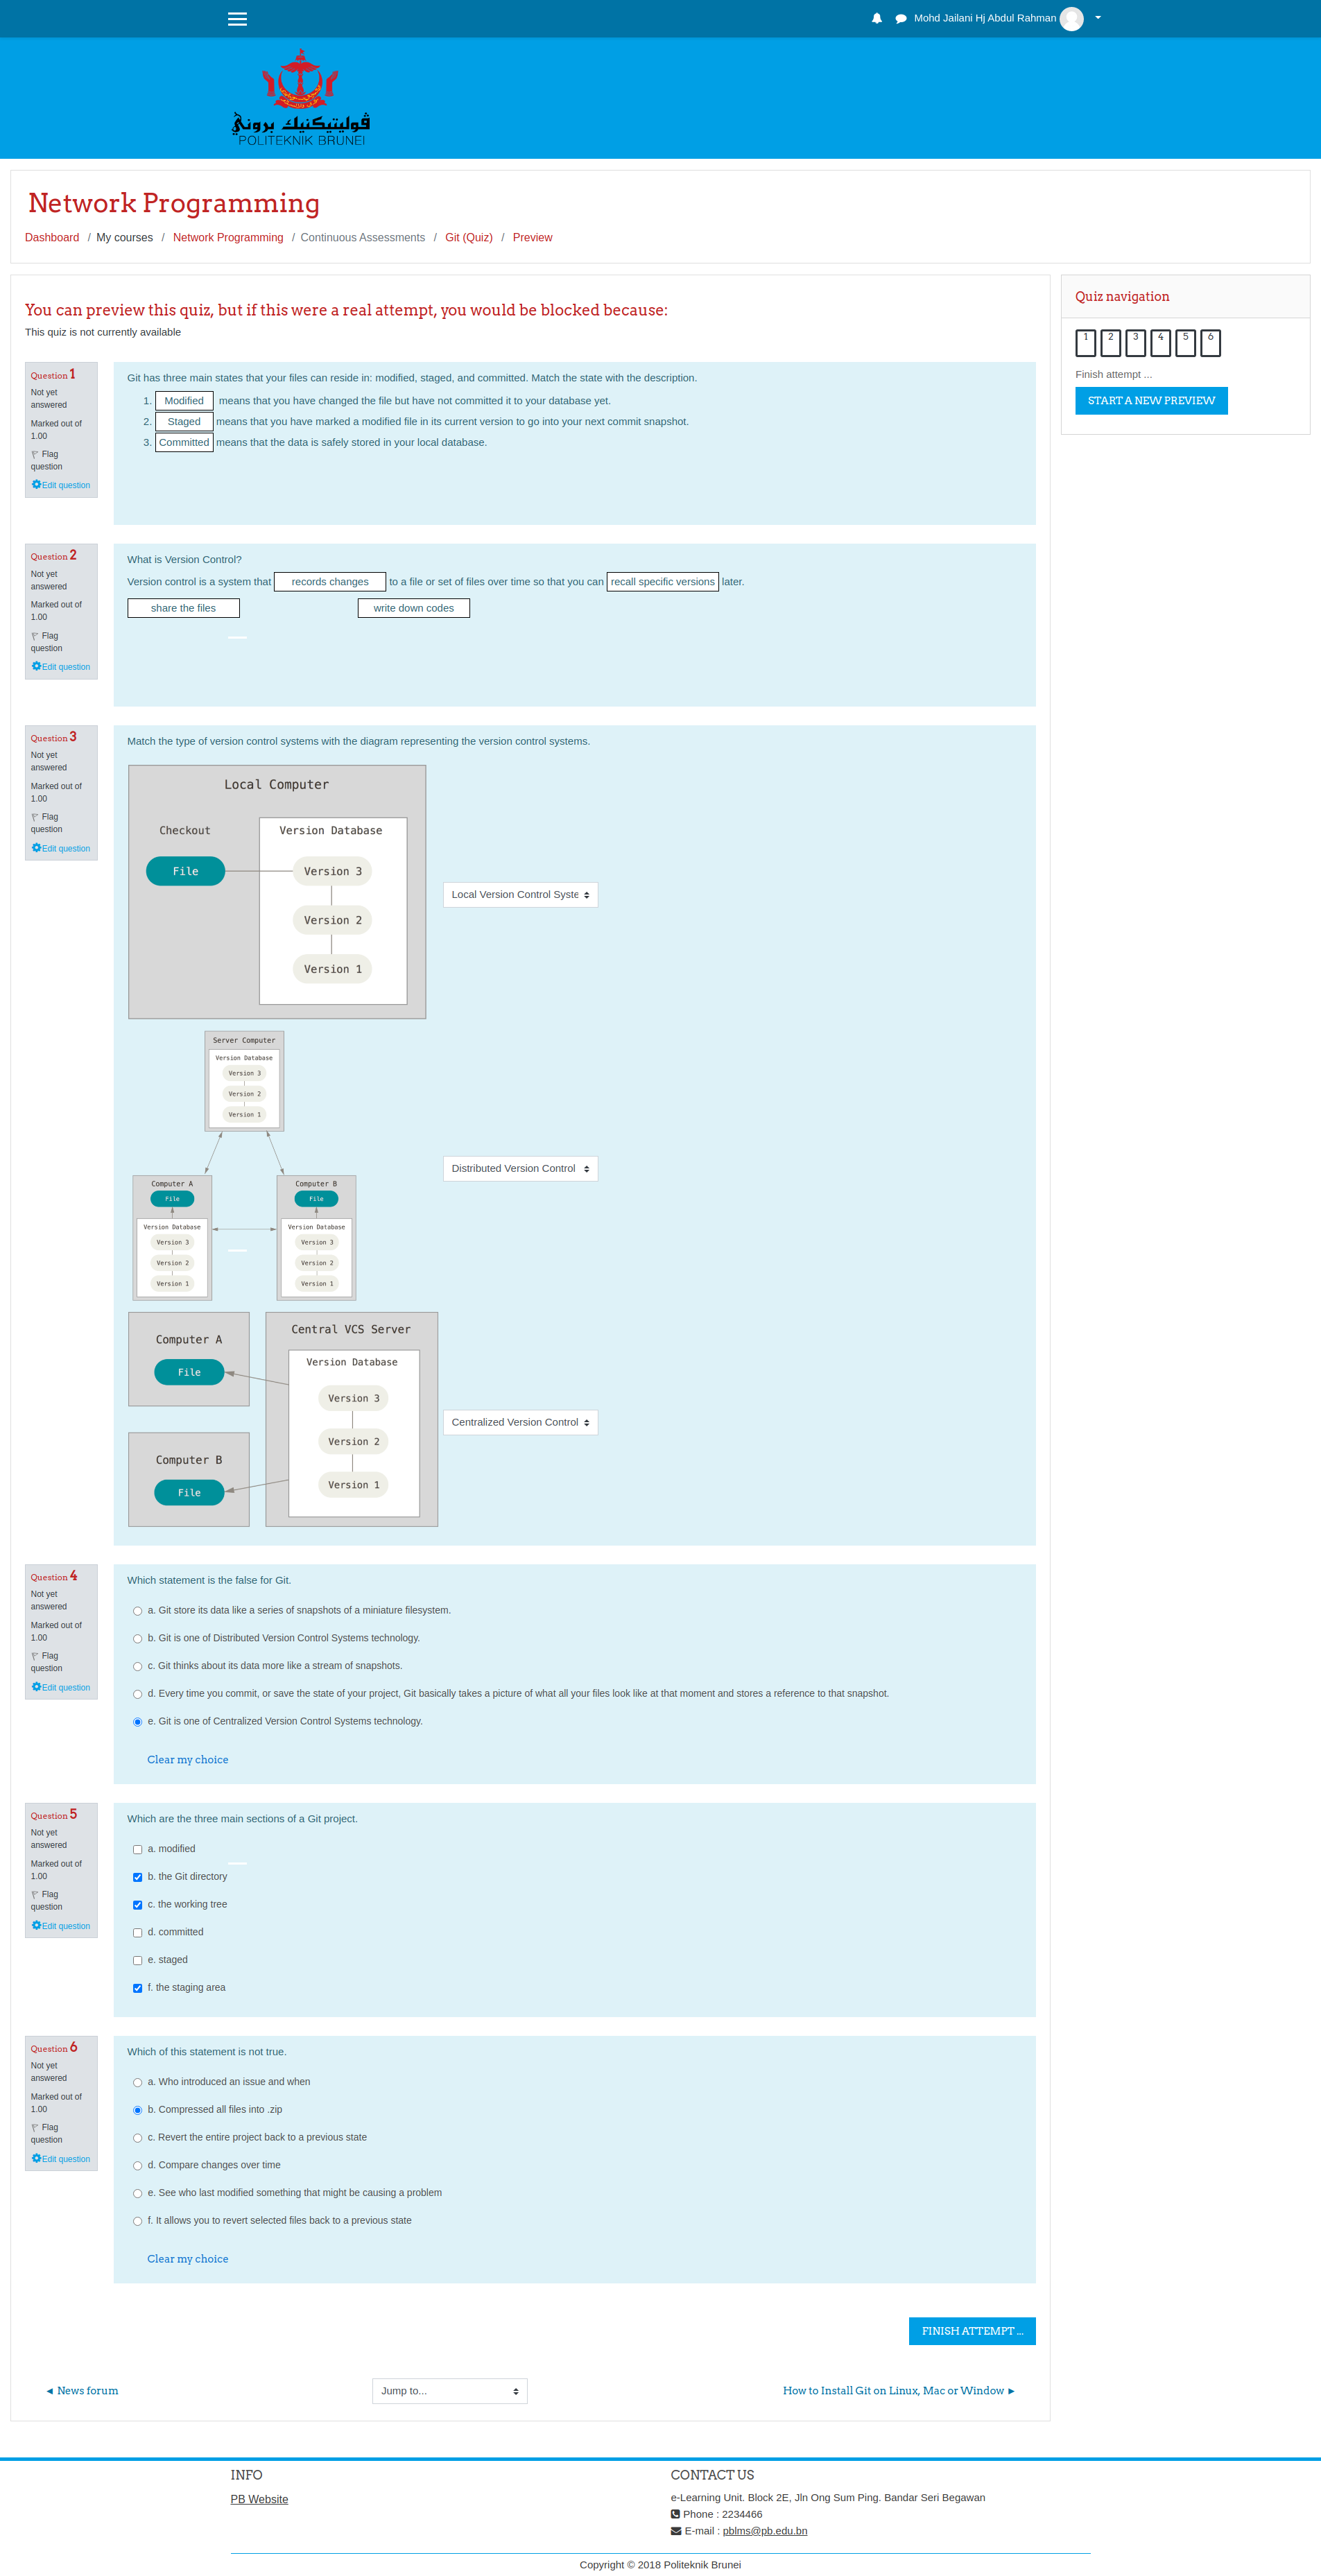 Mohd Jailani Hj Abdul Rahman
ڤوليتيكنيك بروني
POLITEKNIK BRUNEI
Network Programming
Dashboard / My courses / Network Programming / Continuous Assessments / Git (Quiz) / Preview
You can preview this quiz, but if this were a real attempt, you would be blocked because:
This quiz is not currently available
Quiz navigation
1 2 3 4 5 6
Finish attempt ...
START A NEW PREVIEW
Question 1
Not yet
answered
Marked out of
1.00
Flag
question
Edit question
Git has three main states that your files can reside in: modified, staged, and committed. Match the state with the description.
1. Modified means that you have changed the file but have not committed it to your database yet.
2. Staged means that you have marked a modified file in its current version to go into your next commit snapshot.
3. Committed means that the data is safely stored in your local database.
Question 2
Not yet
answered
Marked out of
1.00
Flag
question
Edit question
What is Version Control?
Version control is a system that records changes to a file or set of files over time so that you can recall specific versions later.
share the files write down codes
Question 3
Not yet
answered
Marked out of
1.00
Flag
question
Edit question
Match the type of version control systems with the diagram representing the version control systems.
Local Computer
Checkout
Version Database
File
Version 3
Version 2
Version 1
Local Version Control Syste
Server Computer
Version Database
Version 3
Version 2
Version 1
Computer A
File
Version Database
Version 3
Version 2
Version 1
Computer B
File
Version Database
Version 3
Version 2
Version 1
Distributed Version Control
Computer A
File
Computer B
File
Central VCS Server
Version Database
Version 3
Version 2
Version 1
Centralized Version Control
Question 4
Not yet
answered
Marked out of
1.00
Flag
question
Edit question
Which statement is the false for Git.
a. Git store its data like a series of snapshots of a miniature filesystem.
b. Git is one of Distributed Version Control Systems technology.
c. Git thinks about its data more like a stream of snapshots.
d. Every time you commit, or save the state of your project, Git basically takes a picture of what all your files look like at that moment and stores a reference to that snapshot.
e. Git is one of Centralized Version Control Systems technology.
Clear my choice
Question 5
Not yet
answered
Marked out of
1.00
Flag
question
Edit question
Which are the three main sections of a Git project.
a. modified
b. the Git directory
c. the working tree
d. committed
e. staged
f. the staging area
Question 6
Not yet
answered
Marked out of
1.00
Flag
question
Edit question
Which of this statement is not true.
a. Who introduced an issue and when
b. Compressed all files into .zip
c. Revert the entire project back to a previous state
d. Compare changes over time
e. See who last modified something that might be causing a problem
f. It allows you to revert selected files back to a previous state
Clear my choice
FINISH ATTEMPT ...
◄ News forum
Jump to...
How to Install Git on Linux, Mac or Window ►
INFO
PB Website
CONTACT US
e-Learning Unit. Block 2E, Jln Ong Sum Ping. Bandar Seri Begawan
Phone : 2234466
E-mail : pblms@pb.edu.bn
Copyright © 2018 Politeknik Brunei